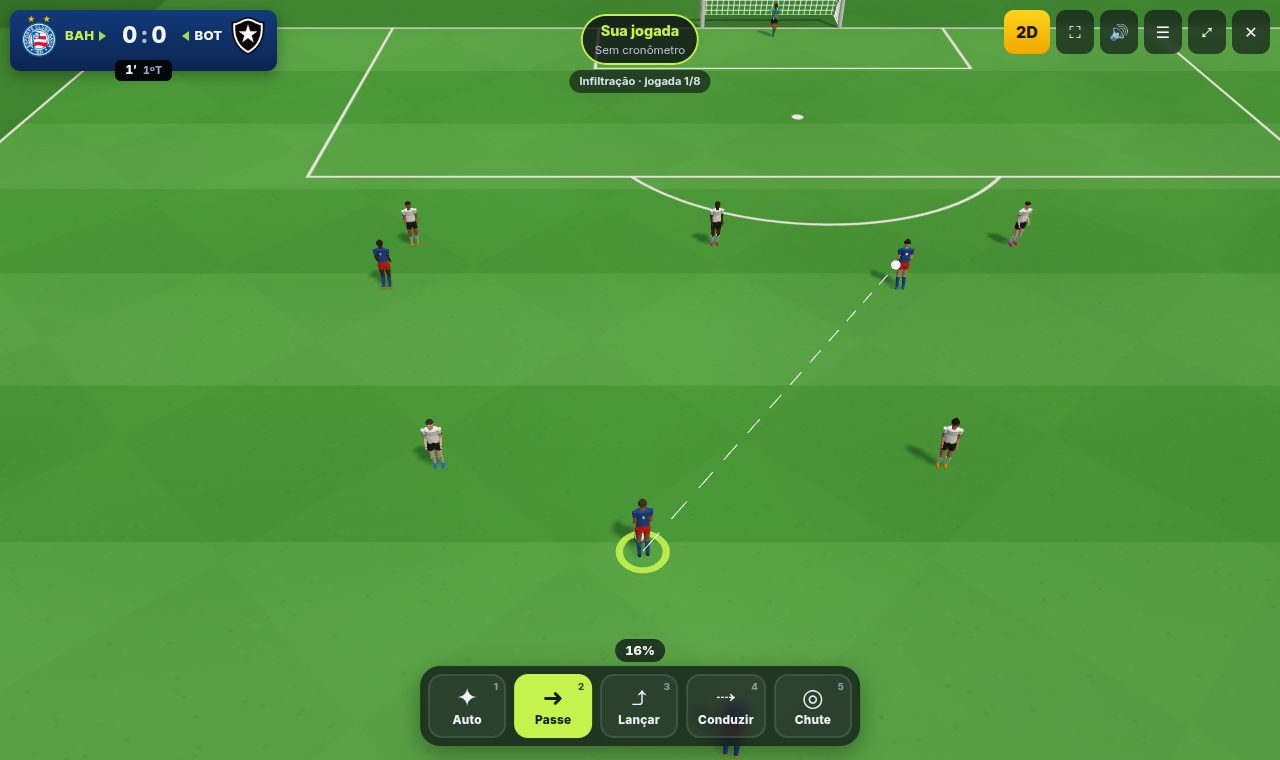 BAH 0:0 BOT
1' 1ºT
Sua jogada
Sem cronômetro
Infiltração · jogada 1/8
2D
16%
1 2 3 4 5
Auto Passe Lançar Conduzir Chute